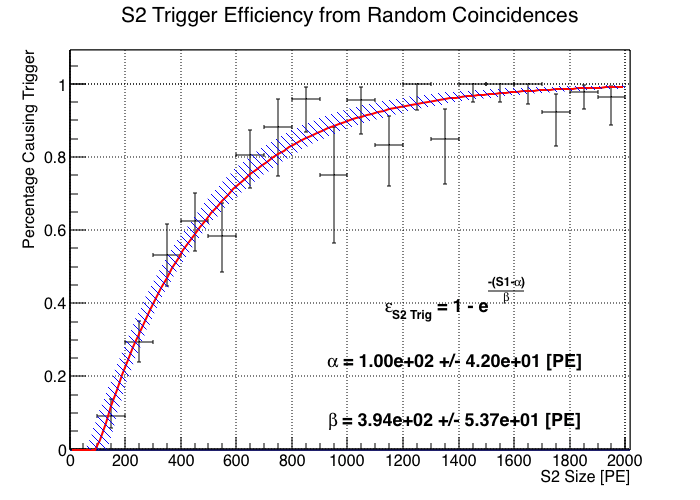 S2 Trigger Efficiency from Random Coincidences
Percentage Causing Trigger
1
0.8
0.6
0.4
0.2
0
ε_S2 Trig = 1 - e^(-(S1-α)/β)
α = 1.00e+02 +/- 4.20e+01 [PE]
β = 3.94e+02 +/- 5.37e+01 [PE]
0 200 400 600 800 1000 1200 1400 1600 1800 2000
S2 Size [PE]